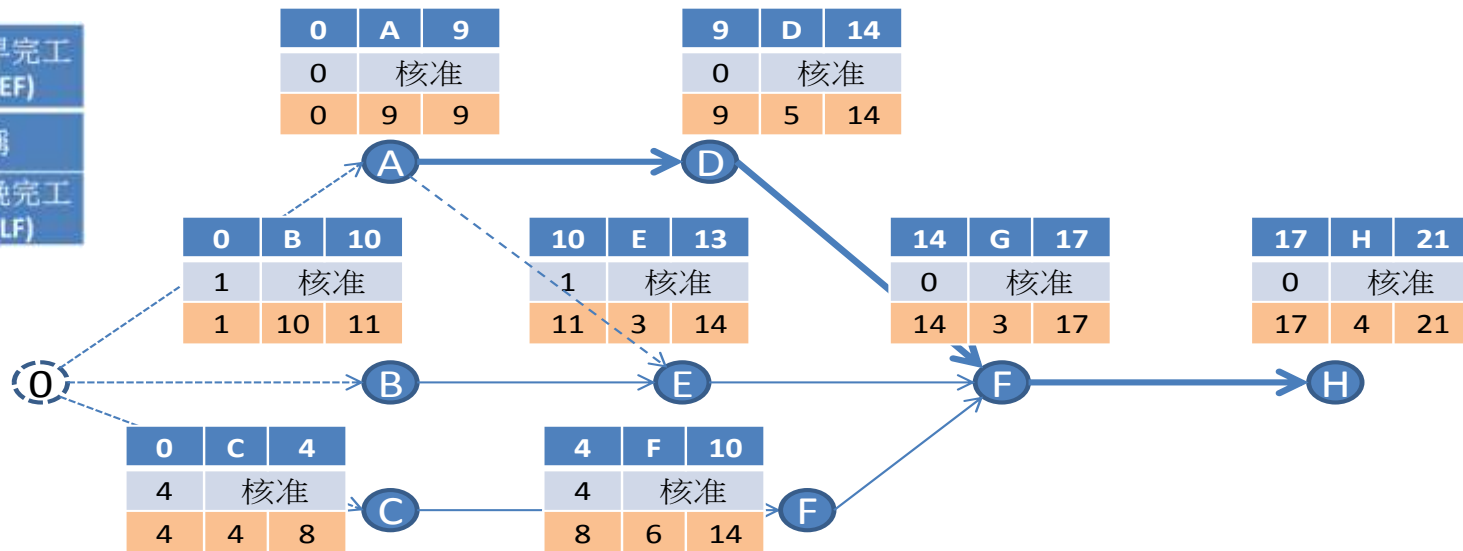 完工
EF)
完工
LF)
0 A 9
0 核准
0 9 9
9 D 14
0 核准
9 5 14
A
D
0 B 10
1 核准
1 10 11
10 E 13
1 核准
11 3 14
14 G 17
0 核准
14 3 17
17 H 21
0 核准
17 4 21
0
B
E
F
H
0 C 4
4 核准
4 4 8
4 F 10
4 核准
8 6 14
C
F